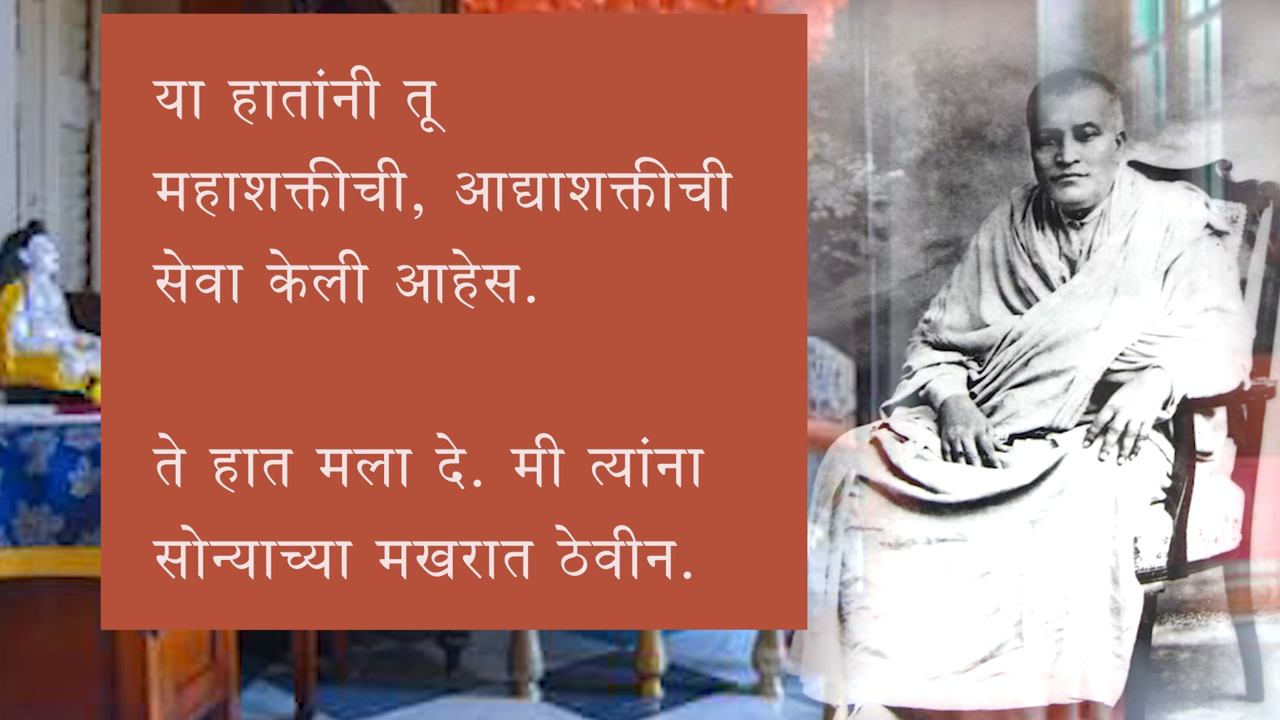 या हातांनी तू
महाशक्तीची, आद्याशक्तीची
सेवा केली आहेस.
ते हात मला दे. मी त्यांना
सोन्याच्या मखरात ठेवीन.